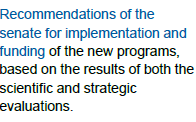 Recommendations of the
senate for implementation and
funding of the new programs,
based on the results of both the
scientific and strategic
evaluations.